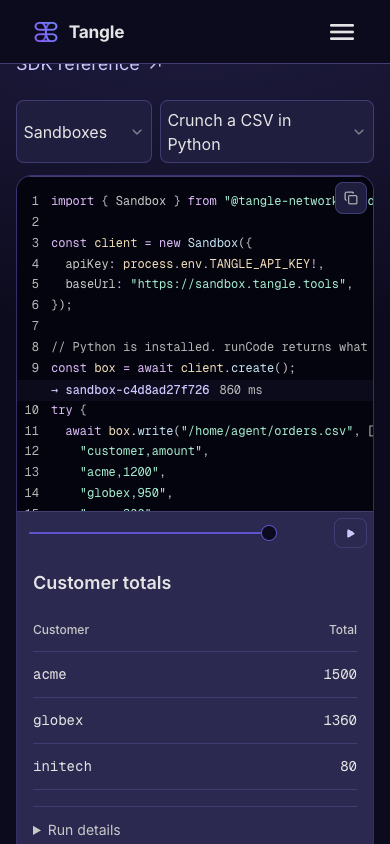 Tangle
SDK reference ↗
Sandboxes
Crunch a CSV in
Python
1 import { Sandbox } from "@tangle-network
2
3 const client = new Sandbox({
4 apiKey: process.env.TANGLE_API_KEY!,
5 baseUrl: "https://sandbox.tangle.tools",
6 });
7
8 // Python is installed. runCode returns what
9 const box = await client.create();
→ sandbox-c4d8ad27f726 860 ms
10 try {
11 await box.write("/home/agent/orders.csv", [
12 "customer,amount",
13 "acme,1200",
14 "globex,950",
Customer totals
Customer Total
acme 1500
globex 1360
initech 80
▶ Run details